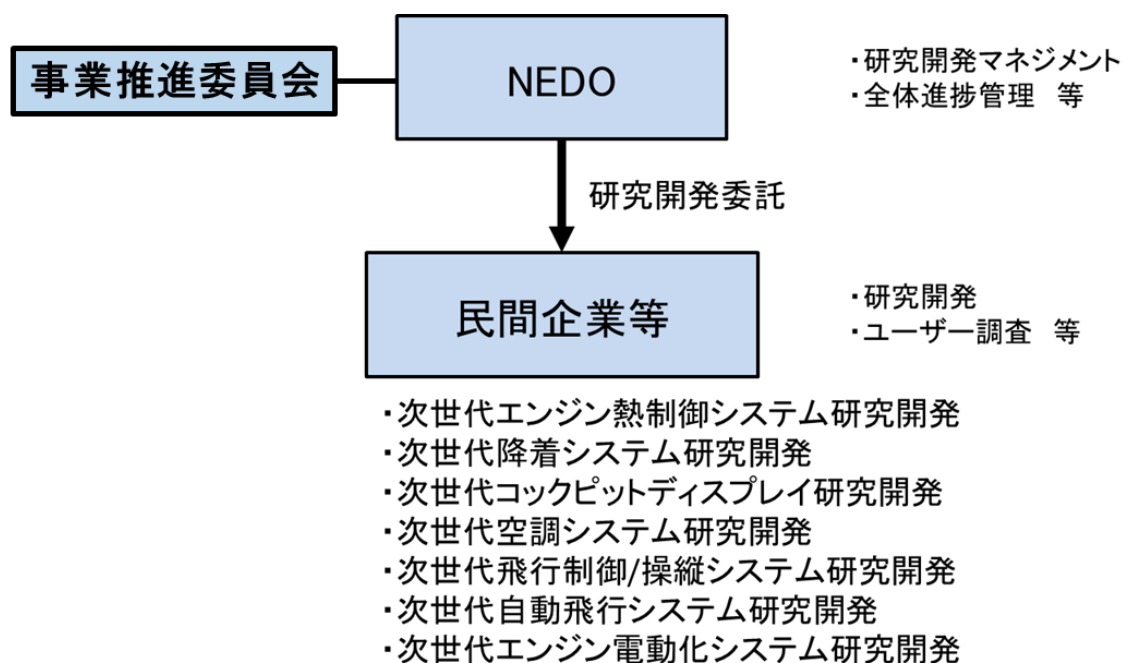 事業推進委員会
NEDO
・研究開発マネジメント
・全体進捗管理 等
研究開発委託
民間企業等
・研究開発
・ユーザー調査 等
・次世代エンジン熱制御システム研究開発
・次世代降着システム研究開発
・次世代コックピットディスプレイ研究開発
・次世代空調システム研究開発
・次世代飛行制御/操縦システム研究開発
・次世代自動飛行システム研究開発
・次世代エンジン電動化システム研究開発